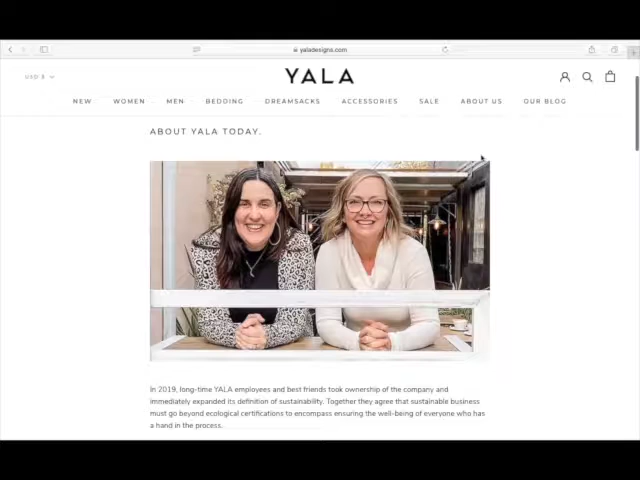 yaladesigns.com
USD $
YALA
NEW WOMEN MEN BEDDING DREAMSACKS ACCESSORIES SALE ABOUT US OUR BLOG
ABOUT YALA TODAY.
In 2019, long-time YALA employees and best friends took ownership of the company and
immediately expanded its definition of sustainability. Together they agree that sustainable business
must go beyond ecological certifications to encompass ensuring the well-being of everyone who has
a hand in the process.